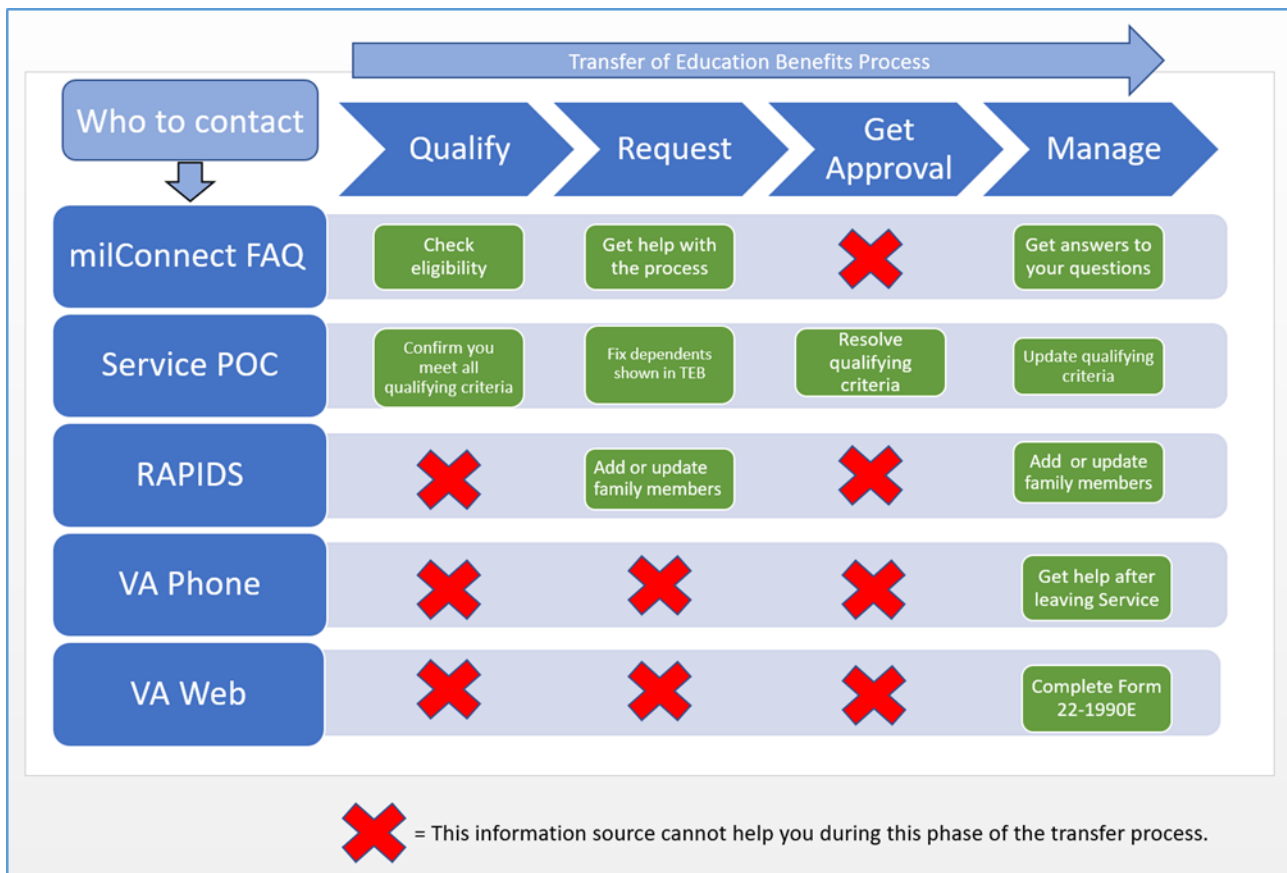 Transfer of Education Benefits Process
Who to contact
Qualify
Request
Get
Approval
Manage
milConnect FAQ
Check
eligibility
Get help with
the process
Get answers to
your questions
Service POC
Confirm you
meet all
qualifying criteria
Fix dependents
shown in TEB
Resolve
qualifying
criteria
Update qualifying
criteria
RAPIDS
Add or update
family members
Add or update
family members
VA Phone
Get help after
leaving Service
VA Web
Complete Form
22-1990E
= This information source cannot help you during this phase of the transfer process.